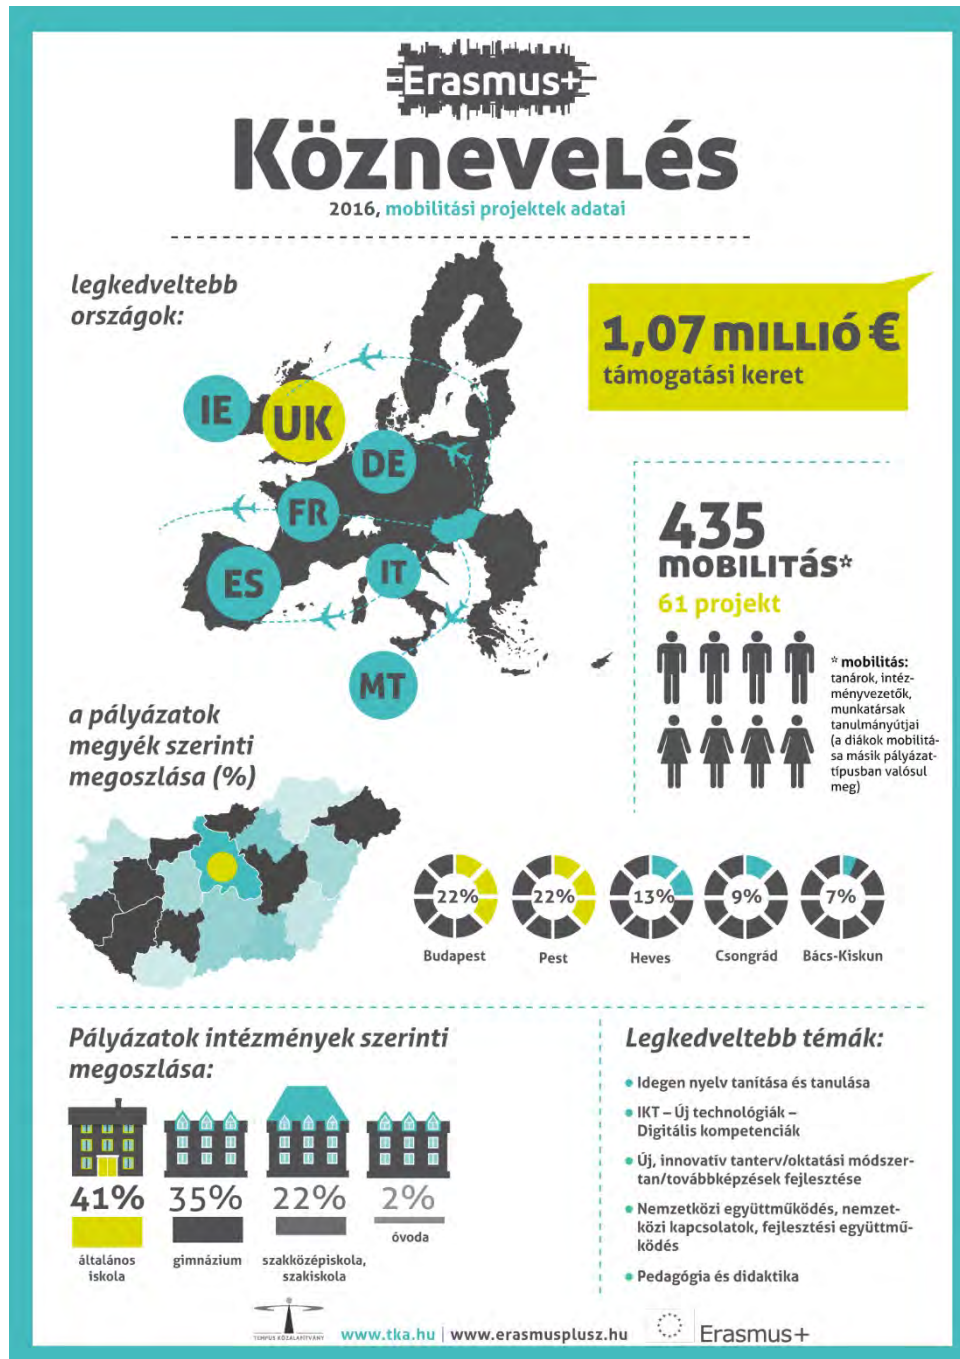 Erasmus+
Köznevelés
2016, mobilitási projektek adatai
legkedveltebb
országok:
1,07 millió €
támogatási keret
IE
UK
DE
FR
ES
IT
MT
435
mobilitás*
61 projekt
* mobilitás:
tanárok, intéz-
ményvezetők,
munkatársak
tanulmányútjai
(a diákok mobilitá-
sa másik pályázat-
típusban valósul
meg)
a pályázatok
megyék szerinti
megoszlása (%)
22%
22%
13%
9%
7%
Budapest
Pest
Heves
Csongrád
Bács-Kiskun
Pályázatok intézmények szerinti
megoszlása:
41%
35%
22%
2%
általános
iskola
gimnázium
szakközépiskola,
szakiskola
óvoda
Legkedveltebb témák:
• Idegen nyelv tanítása és tanulása
• IKT – Új technológiák –
Digitális kompetenciák
• Új, innovatív tanterv/oktatási módszer-
tan/továbbképzések fejlesztése
• Nemzetközi együttműködés, nemzet-
közi kapcsolatok, fejlesztési együttmű-
ködés
• Pedagógia és didaktika
TEMPUS KÖZALAPÍTVÁNY
www.tka.hu | www.erasmusplusz.hu
Erasmus+